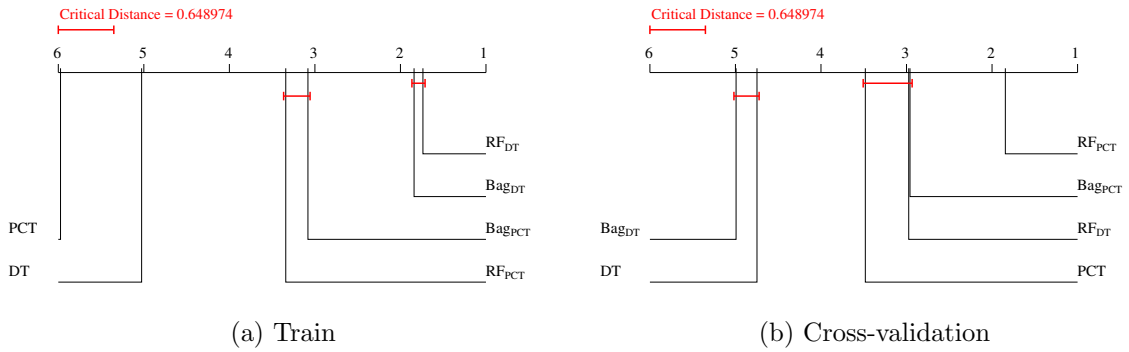 Critical Distance = 0.648974
6 5 4 3 2 1
RF_DT
Bag_DT
PCT Bag_PCT
DT RF_PCT
(a) Train
Critical Distance = 0.648974
6 5 4 3 2 1
RF_PCT
Bag_PCT
Bag_DT RF_DT
DT PCT
(b) Cross-validation